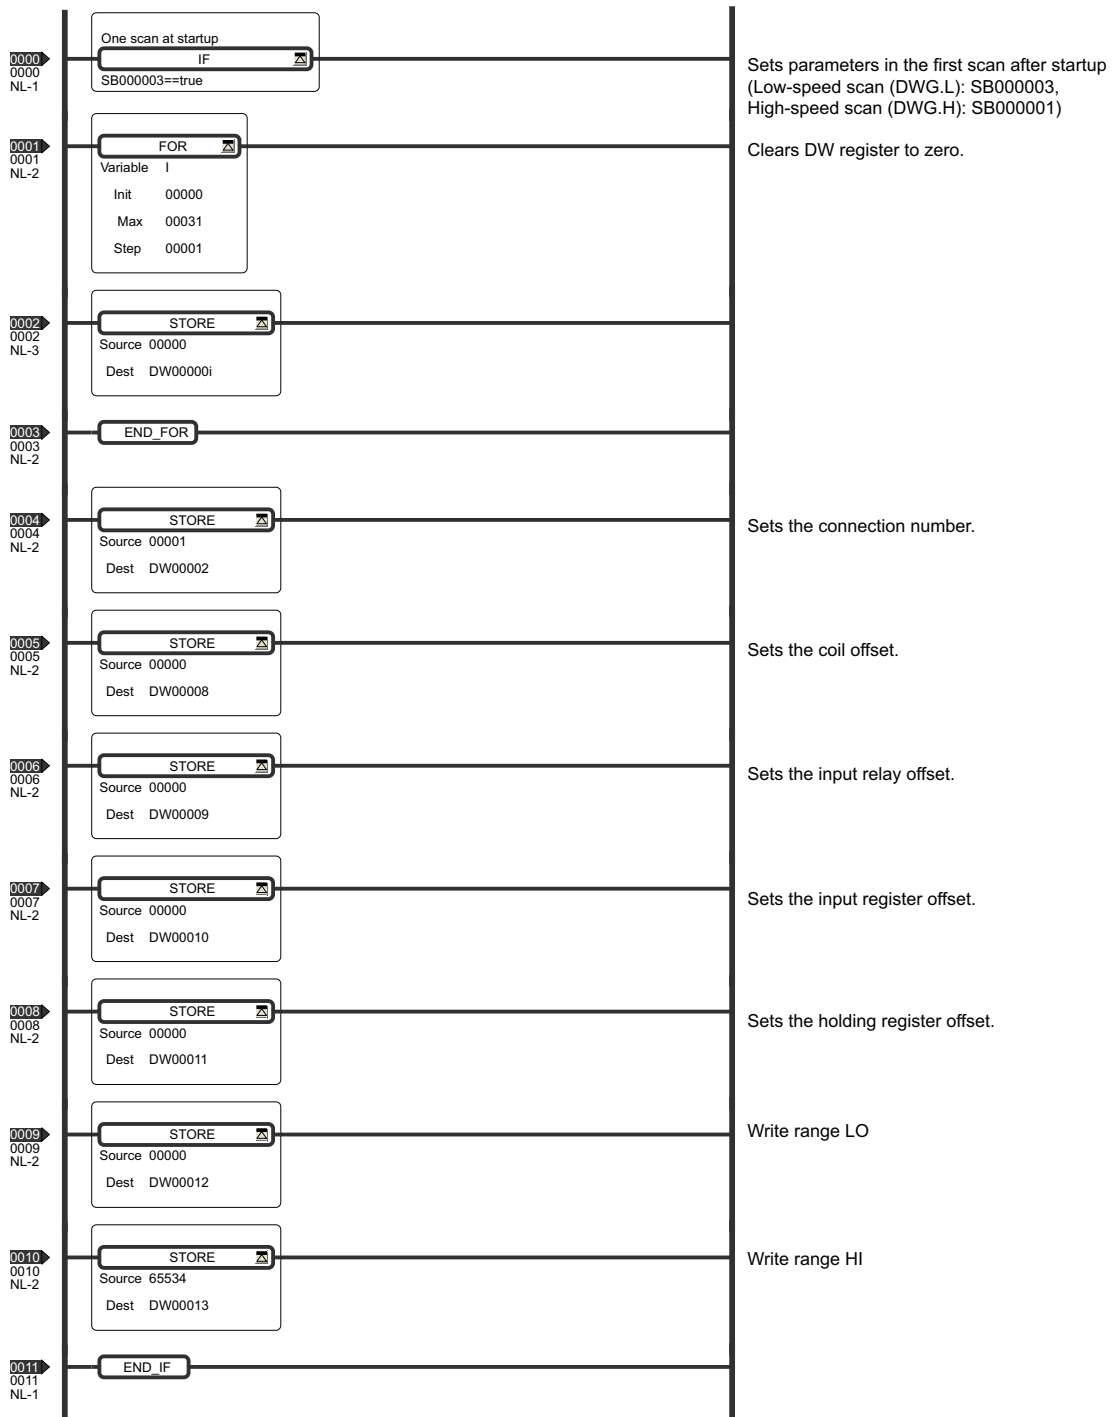 One scan at startup
0000
0000
NL-1
IF
SB000003==true
Sets parameters in the first scan after startup
(Low-speed scan (DWG.L): SB000003,
High-speed scan (DWG.H): SB000001)
0001
0001
NL-2
FOR
Variable I
Init 00000
Max 00031
Step 00001
Clears DW register to zero.
0002
0002
NL-3
STORE
Source 00000
Dest DW00000i
0003
0003
NL-2
END_FOR
0004
0004
NL-2
STORE
Source 00001
Dest DW00002
Sets the connection number.
0005
0005
NL-2
STORE
Source 00000
Dest DW00008
Sets the coil offset.
0006
0006
NL-2
STORE
Source 00000
Dest DW00009
Sets the input relay offset.
0007
0007
NL-2
STORE
Source 00000
Dest DW00010
Sets the input register offset.
0008
0008
NL-2
STORE
Source 00000
Dest DW00011
Sets the holding register offset.
0009
0009
NL-2
STORE
Source 00000
Dest DW00012
Write range LO
0010
0010
NL-2
STORE
Source 65534
Dest DW00013
Write range HI
0011
0011
NL-1
END_IF